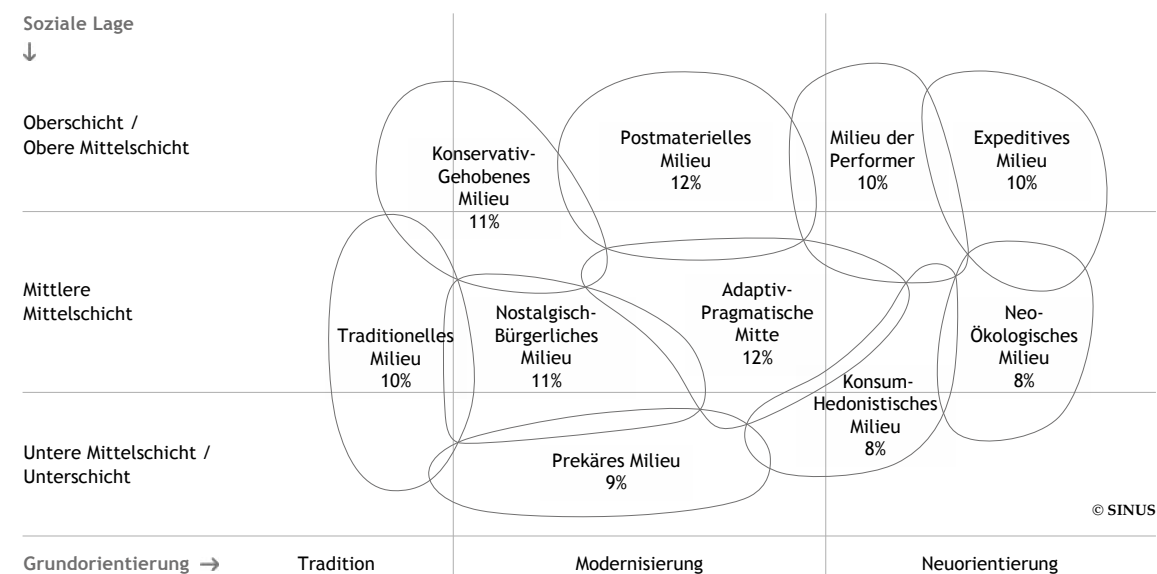 Soziale Lage
↓
Oberschicht /
Obere Mittelschicht
Konservativ-
Gehobenes
Milieu
11%
Postmaterielles
Milieu
12%
Milieu der
Performer
10%
Expeditives
Milieu
10%
Mittlere
Mittelschicht
Traditionelles
Milieu
10%
Nostalgisch-
Bürgerliches
Milieu
11%
Adaptiv-
Pragmatische
Mitte
12%
Konsum-
Hedonistisches
Milieu
8%
Neo-
Ökologisches
Milieu
8%
Untere Mittelschicht /
Unterschicht
Prekäres Milieu
9%
© SINUS
Grundorientierung → Tradition Modernisierung Neuorientierung